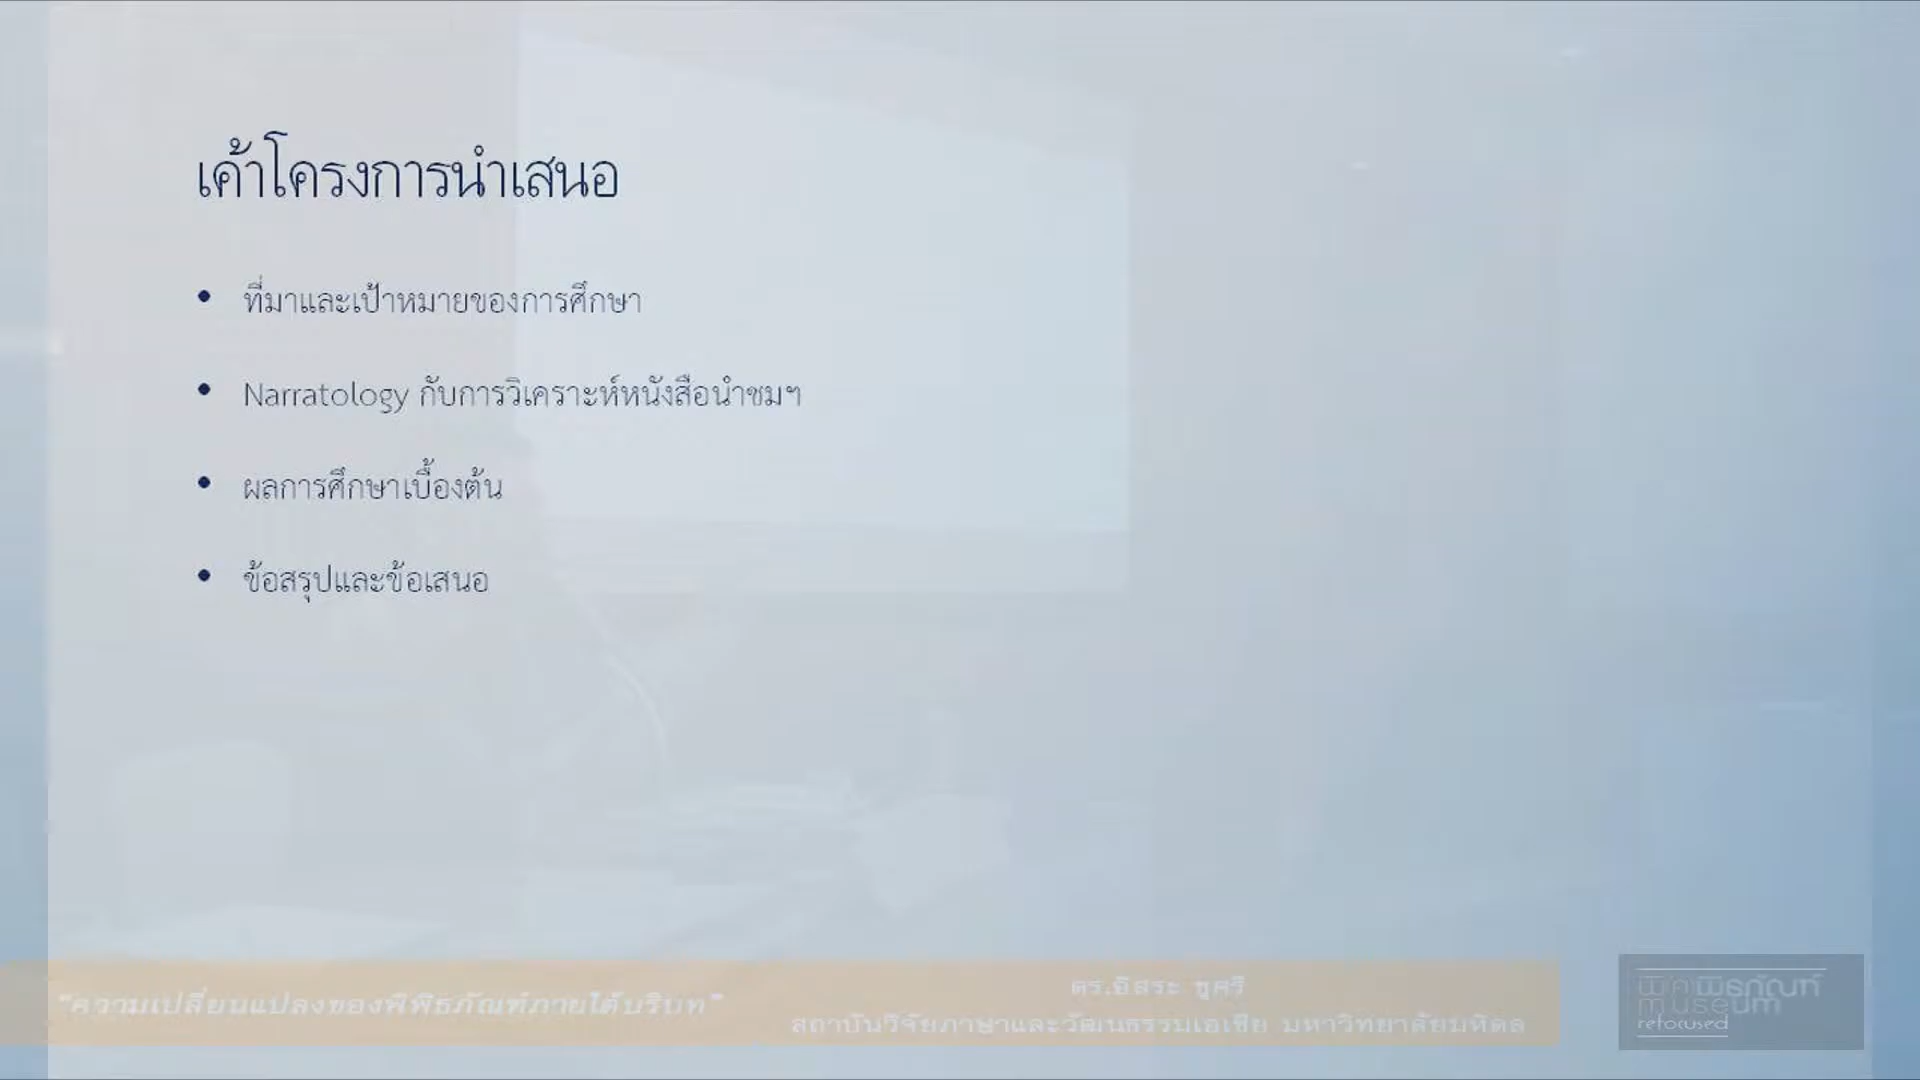 เค้าโครงการนำเสนอ
• ที่มาและเป้าหมายของการศึกษา
• Narratology กับการวิเคราะห์หนังสือนำชมฯ
• ผลการศึกษาเบื้องต้น
• ข้อสรุปและข้อเสนอ
"ความเปลี่ยนแปลงของพิพิธภัณฑ์ภายใต้บริบท"
ดร.อิสระ ชูศรี
สถาบันวิจัยภาษาและวัฒนธรรมเอเชีย มหาวิทยาลัยมหิดล
พิศพิพิธภัณฑ์
museum
refocused